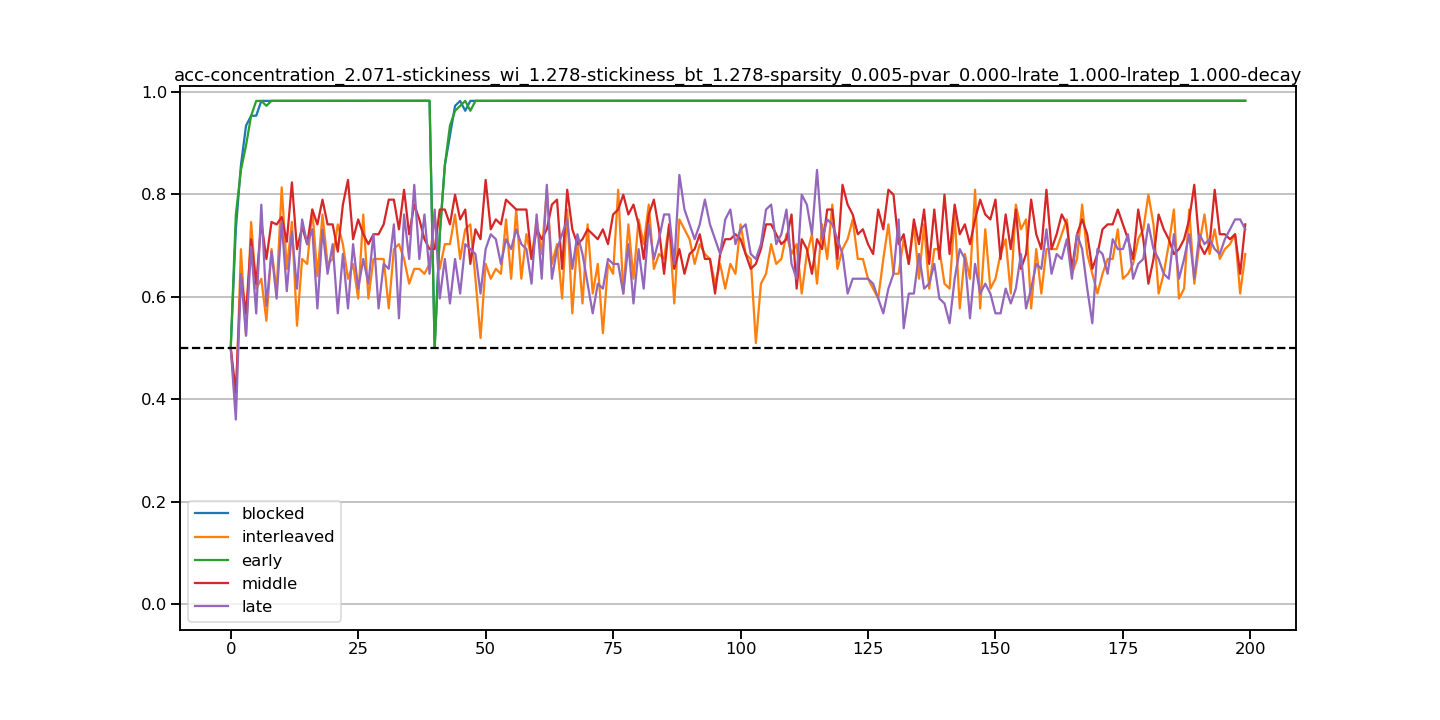 acc-concentration_2.071-stickiness_wi_1.278-stickiness_bt_1.278-sparsity_0.005-pvar_0.000-lrate_1.000-lratep_1.000-decay
1.0
0.8
0.6
0.4
0.2
0.0
blocked
interleaved
early
middle
late
0 25 50 75 100 125 150 175 200